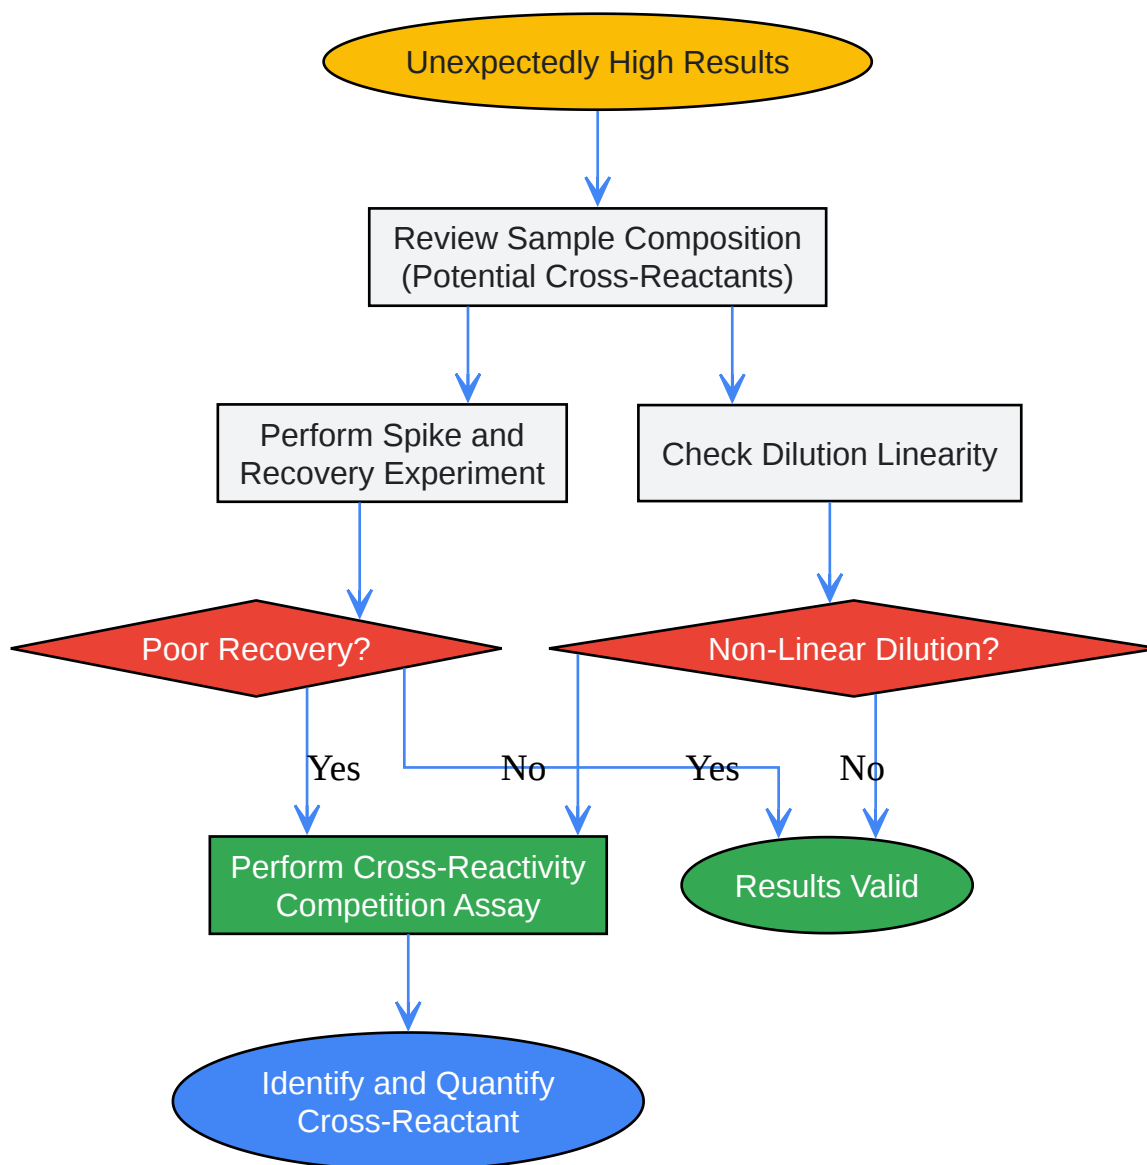 Unexpectedly High Results
Review Sample Composition
(Potential Cross-Reactants)
Perform Spike and
Recovery Experiment
Check Dilution Linearity
Poor Recovery?
Non-Linear Dilution?
Yes
No
Yes
No
Perform Cross-Reactivity
Competition Assay
Results Valid
Identify and Quantify
Cross-Reactant